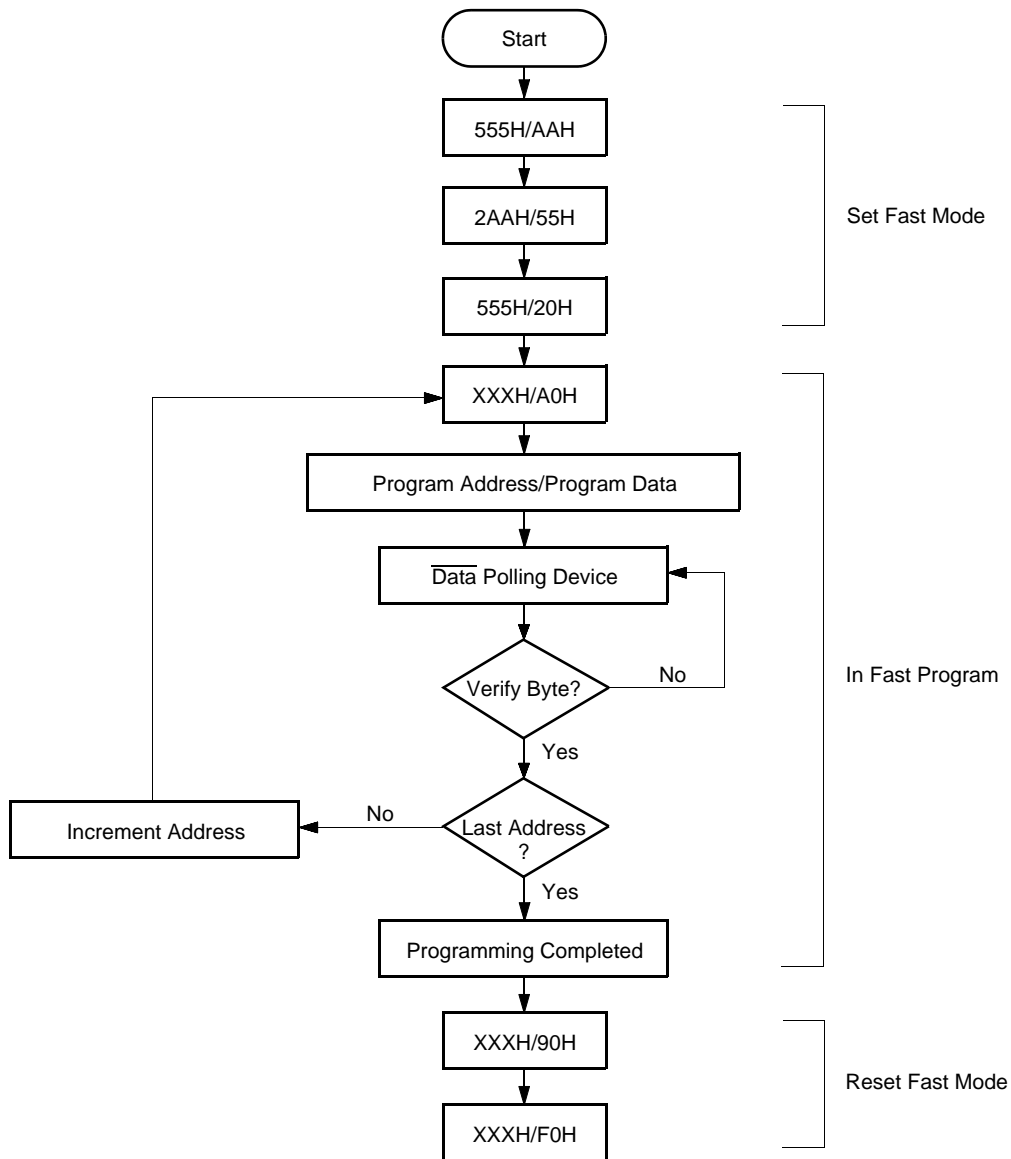 Start
555H/AAH
2AAH/55H
Set Fast Mode
555H/20H
XXXH/A0H
Program Address/Program Data
Data Polling Device
Verify Byte?
No
In Fast Program
Yes
Increment Address
No
Last Address
?
Yes
Programming Completed
XXXH/90H
Reset Fast Mode
XXXH/F0H